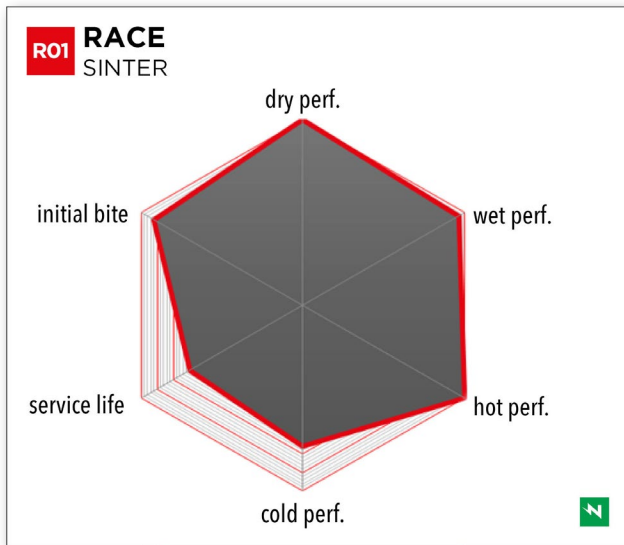 R01 RACE
SINTER
dry perf.
initial bite
wet perf.
service life
hot perf.
cold perf.